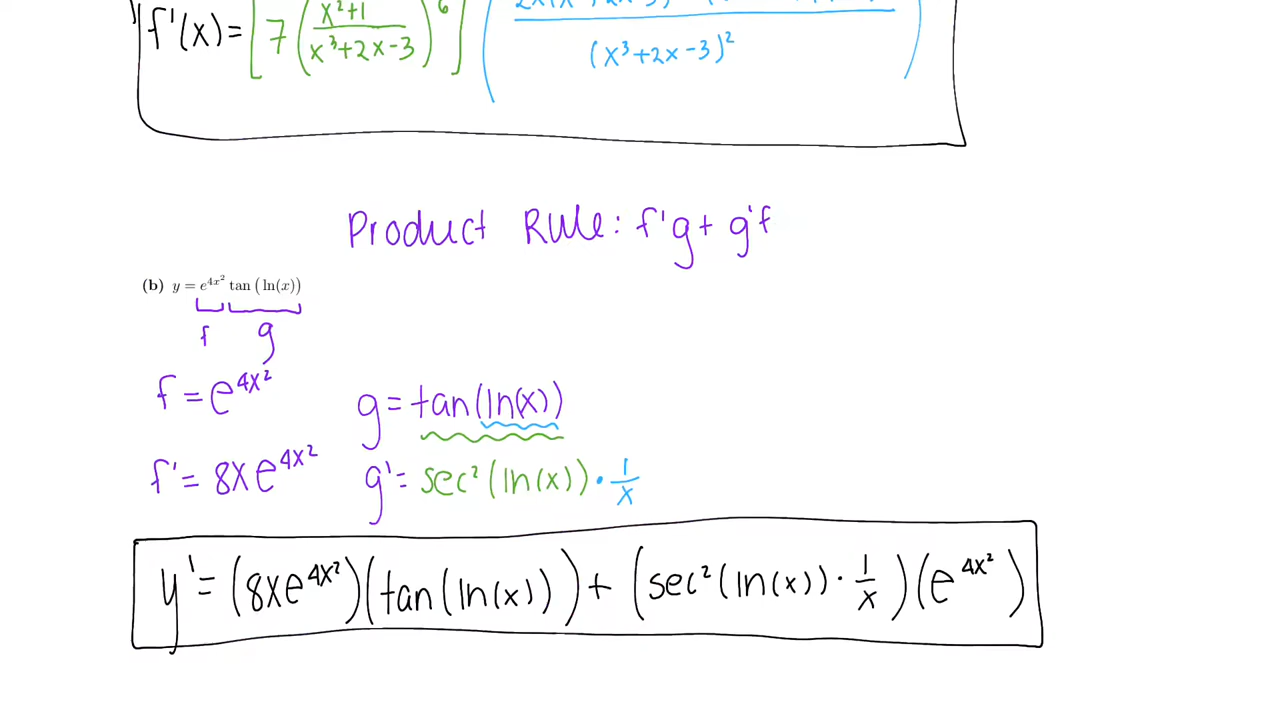 f'(x) = [7((x²+1)/(x³+2x-3))⁶] ( /(x³+2x-3)²)
Product Rule: f'g + g'f
(b) y = e^{4x²} tan(ln(x))
f g
f = e^{4x²}
g = tan(ln(x))
f' = 8xe^{4x²} g' = sec²(ln(x)) · 1/x
y' = (8xe^{4x²})(tan(ln(x))) + (sec²(ln(x)) · 1/x)(e^{4x²})